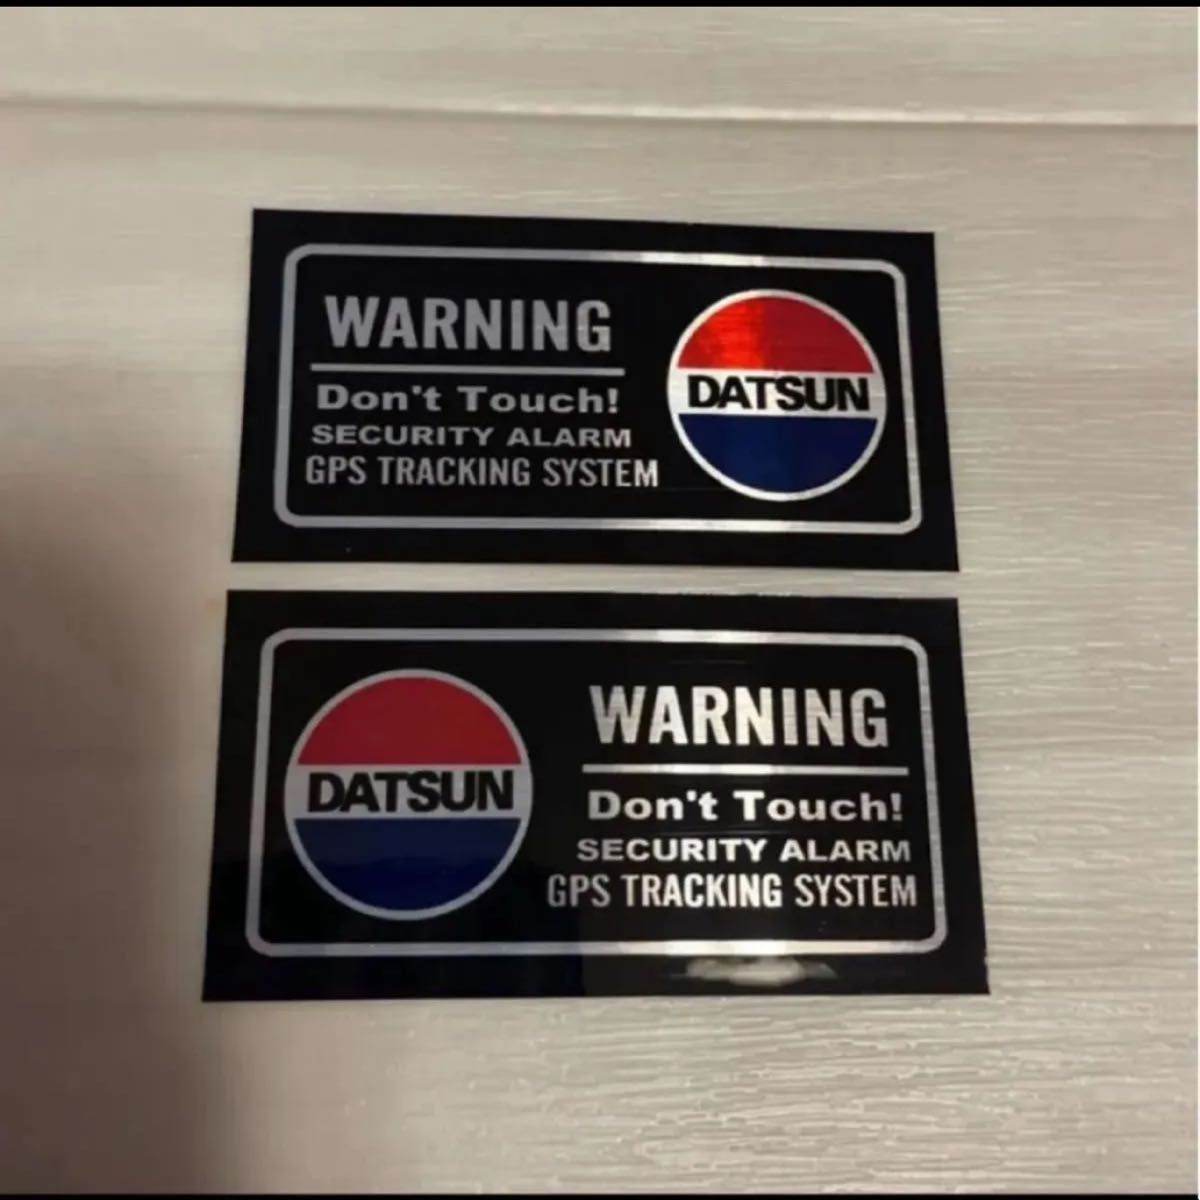 WARNING
Don't Touch!
SECURITY ALARM
GPS TRACKING SYSTEM
DATSUN
DATSUN
WARNING
Don't Touch!
SECURITY ALARM
GPS TRACKING SYSTEM